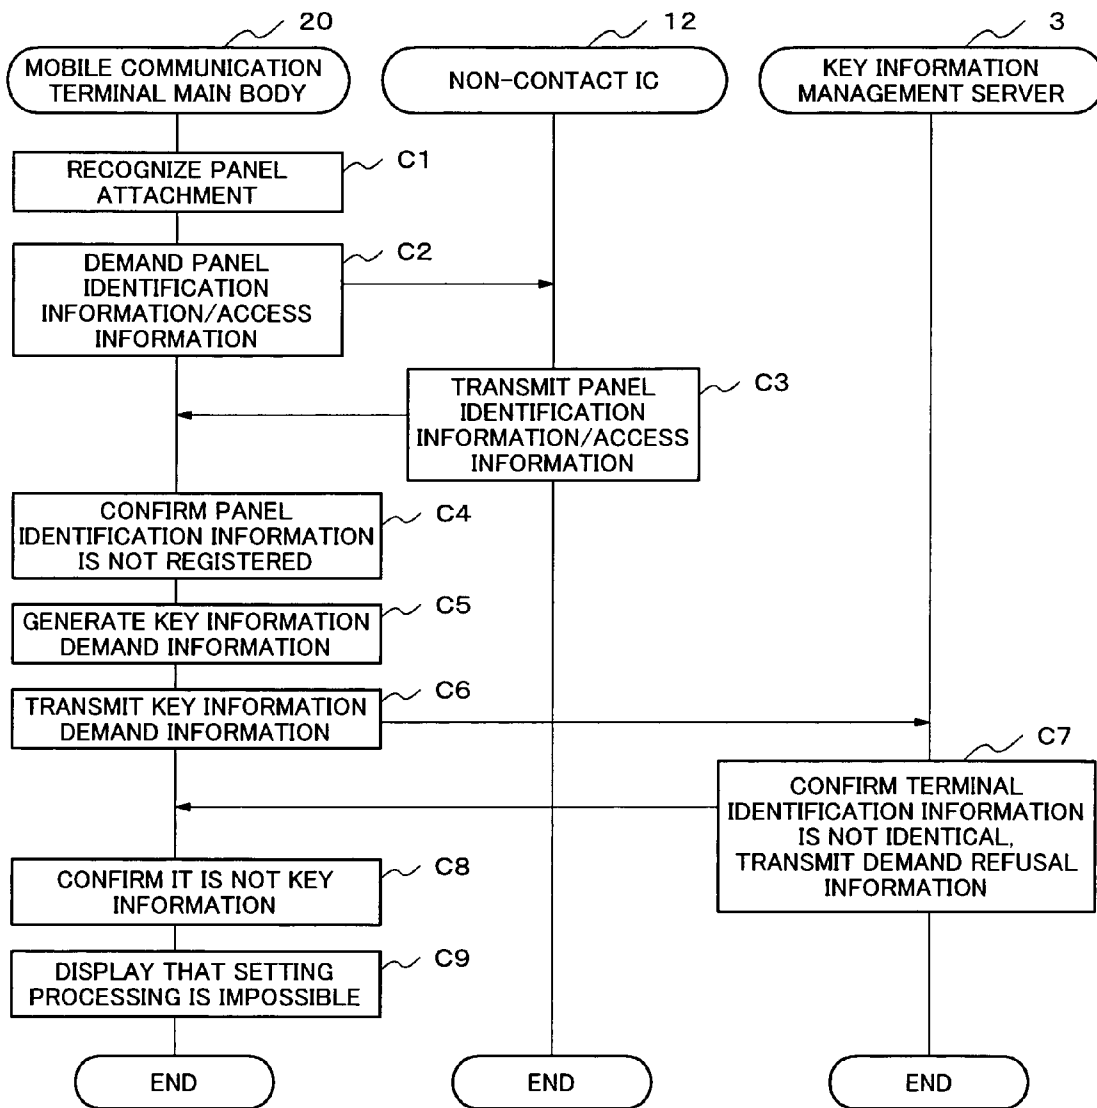 20
12
3
MOBILE COMMUNICATION
TERMINAL MAIN BODY
NON-CONTACT IC
KEY INFORMATION
MANAGEMENT SERVER
RECOGNIZE PANEL
ATTACHMENT
C1
DEMAND PANEL
IDENTIFICATION
INFORMATION/ACCESS
INFORMATION
C2
TRANSMIT PANEL
IDENTIFICATION
INFORMATION/ACCESS
INFORMATION
C3
CONFIRM PANEL
IDENTIFICATION INFORMATION
IS NOT REGISTERED
C4
GENERATE KEY INFORMATION
DEMAND INFORMATION
C5
TRANSMIT KEY INFORMATION
DEMAND INFORMATION
C6
CONFIRM TERMINAL
IDENTIFICATION INFORMATION
IS NOT IDENTICAL,
TRANSMIT DEMAND REFUSAL
INFORMATION
C7
CONFIRM IT IS NOT KEY
INFORMATION
C8
DISPLAY THAT SETTING
PROCESSING IS IMPOSSIBLE
C9
END
END
END